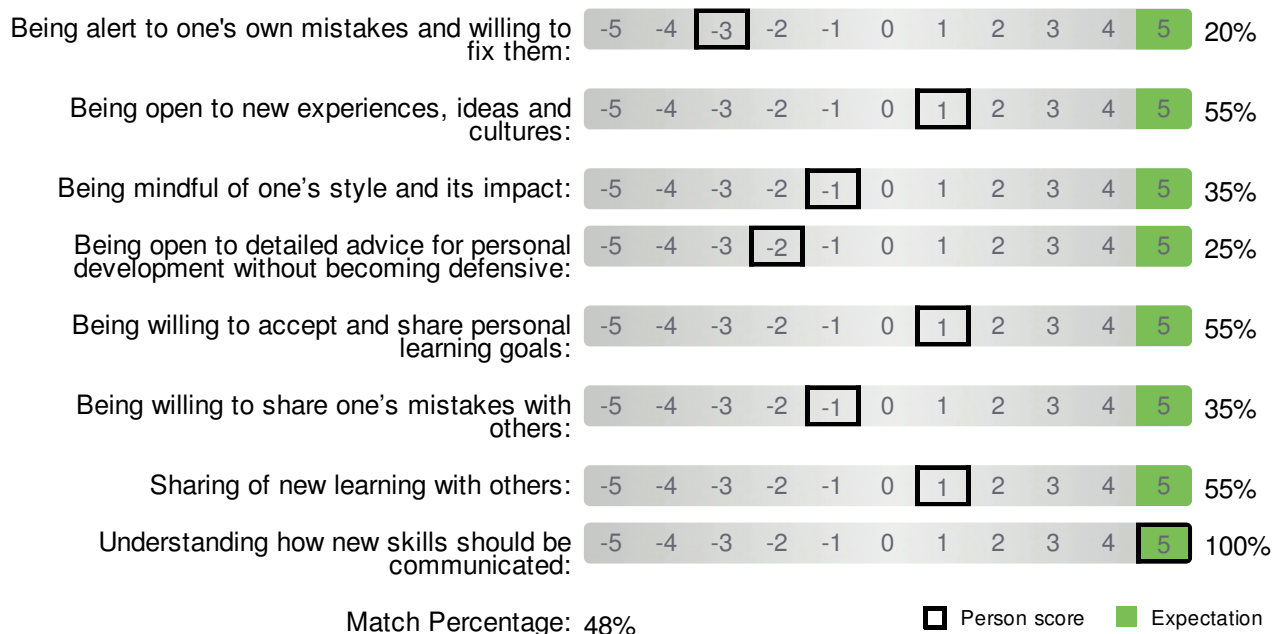 Being alert to one's own mistakes and willing to
fix them:
-5 -4 -3 -2 -1 0 1 2 3 4 5 20%
Being open to new experiences, ideas and
cultures:
-5 -4 -3 -2 -1 0 1 2 3 4 5 55%
Being mindful of one’s style and its impact:
-5 -4 -3 -2 -1 0 1 2 3 4 5 35%
Being open to detailed advice for personal
development without becoming defensive:
-5 -4 -3 -2 -1 0 1 2 3 4 5 25%
Being willing to accept and share personal
learning goals:
-5 -4 -3 -2 -1 0 1 2 3 4 5 55%
Being willing to share one’s mistakes with
others:
-5 -4 -3 -2 -1 0 1 2 3 4 5 35%
Sharing of new learning with others:
-5 -4 -3 -2 -1 0 1 2 3 4 5 55%
Understanding how new skills should be
communicated:
-5 -4 -3 -2 -1 0 1 2 3 4 5 100%
Match Percentage: 48%
Person score Expectation